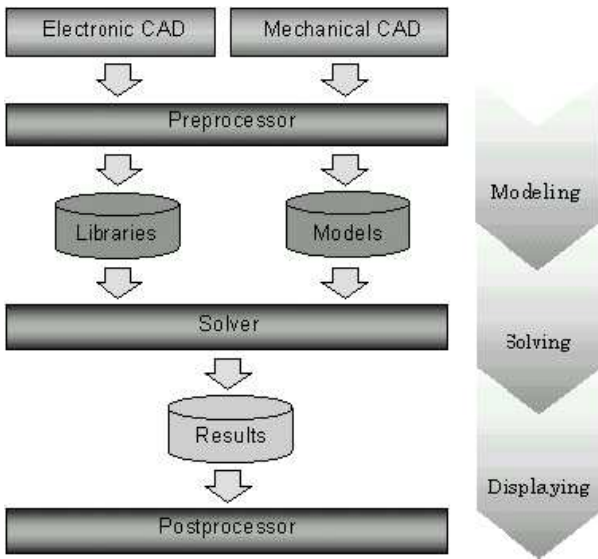 Electronic CAD
Mechanical CAD
Preprocessor
Libraries
Models
Solver
Results
Postprocessor
Modeling
Solving
Displaying